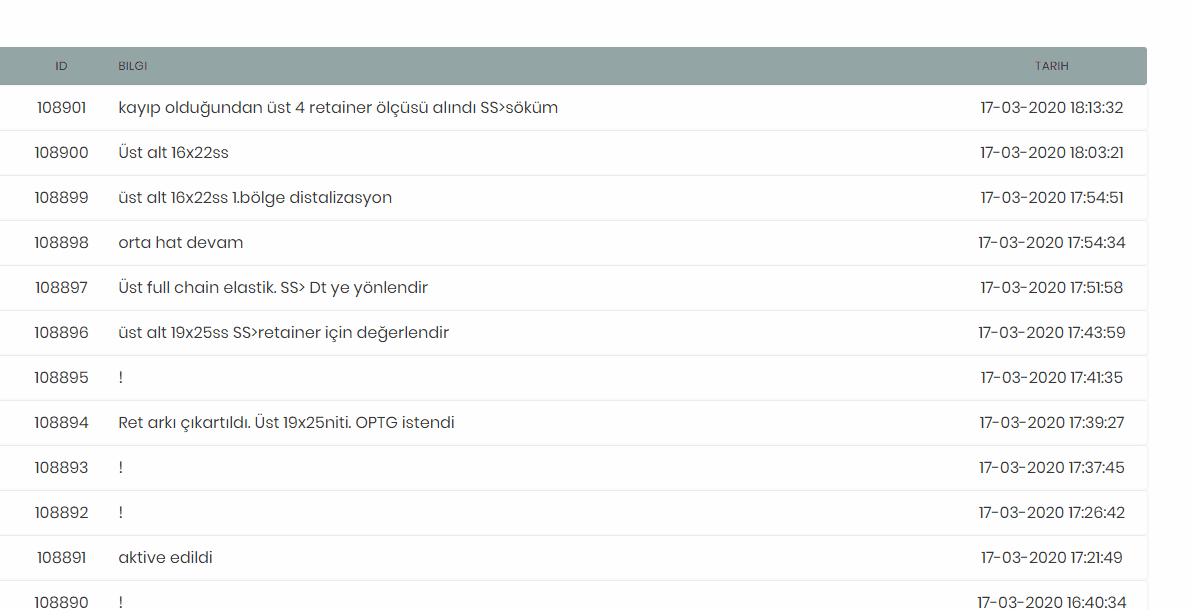 ID BILGI TARIH
108901 kayıp olduğundan üst 4 retainer ölçüsü alındı SS>söküm 17-03-2020 18:13:32
108900 Üst alt 16x22ss 17-03-2020 18:03:21
108899 üst alt 16x22ss 1.bölge distalizasyon 17-03-2020 17:54:51
108898 orta hat devam 17-03-2020 17:54:34
108897 Üst full chain elastik. SS> Dt ye yönlendir 17-03-2020 17:51:58
108896 üst alt 19x25ss SS>retainer için değerlendir 17-03-2020 17:43:59
108895 ! 17-03-2020 17:41:35
108894 Ret arkı çıkartıldı. Üst 19x25niti. OPTG istendi 17-03-2020 17:39:27
108893 ! 17-03-2020 17:37:45
108892 ! 17-03-2020 17:26:42
108891 aktive edildi 17-03-2020 17:21:49
108890 ! 17-03-2020 16:40:34